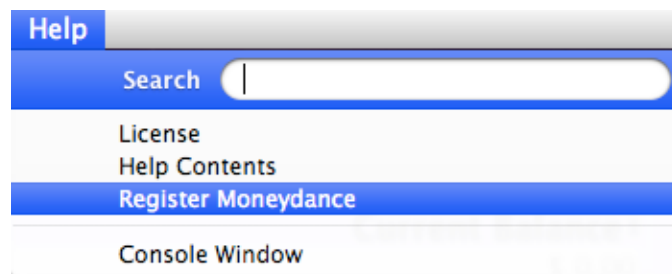 Help
Search
License
Help Contents
Register Moneydance
Console Window